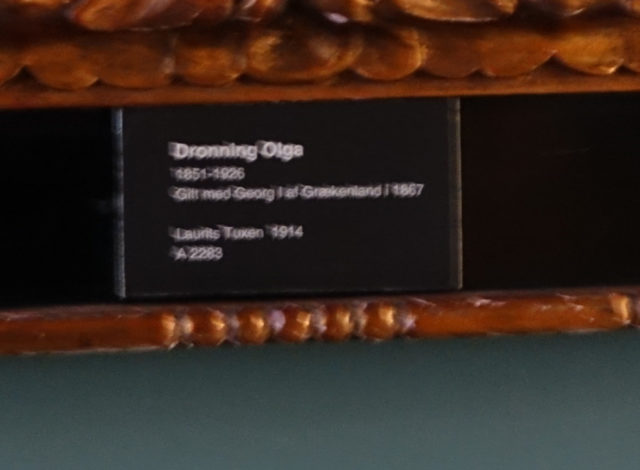 Dronning Olga
1851-1926
Gift med Georg I af Grækenland i 1867
Laurits Tuxen 1914
A 2283